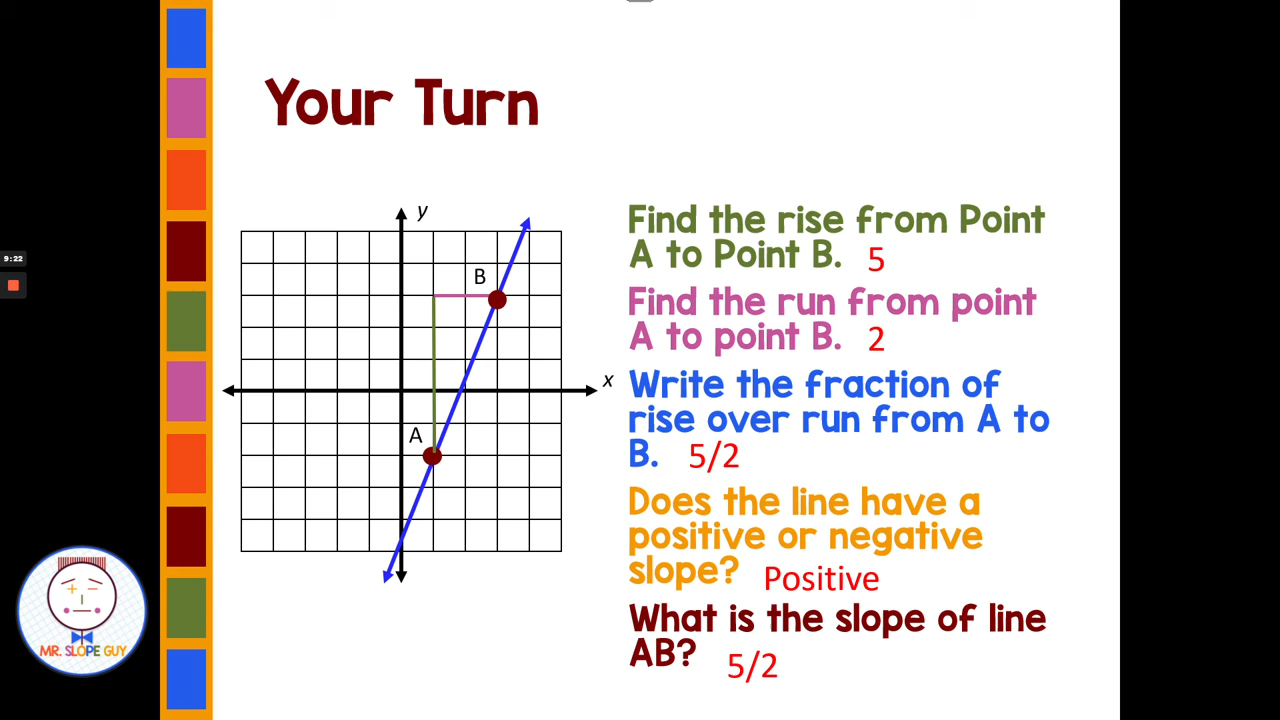 Your Turn
9:22
y
B
A
x
Find the rise from Point
A to Point B. 5
Find the run from point
A to point B. 2
Write the fraction of
rise over run from A to
B. 5/2
Does the line have a
positive or negative
slope? Positive
What is the slope of line
AB? 5/2
MR. SLOPE GUY